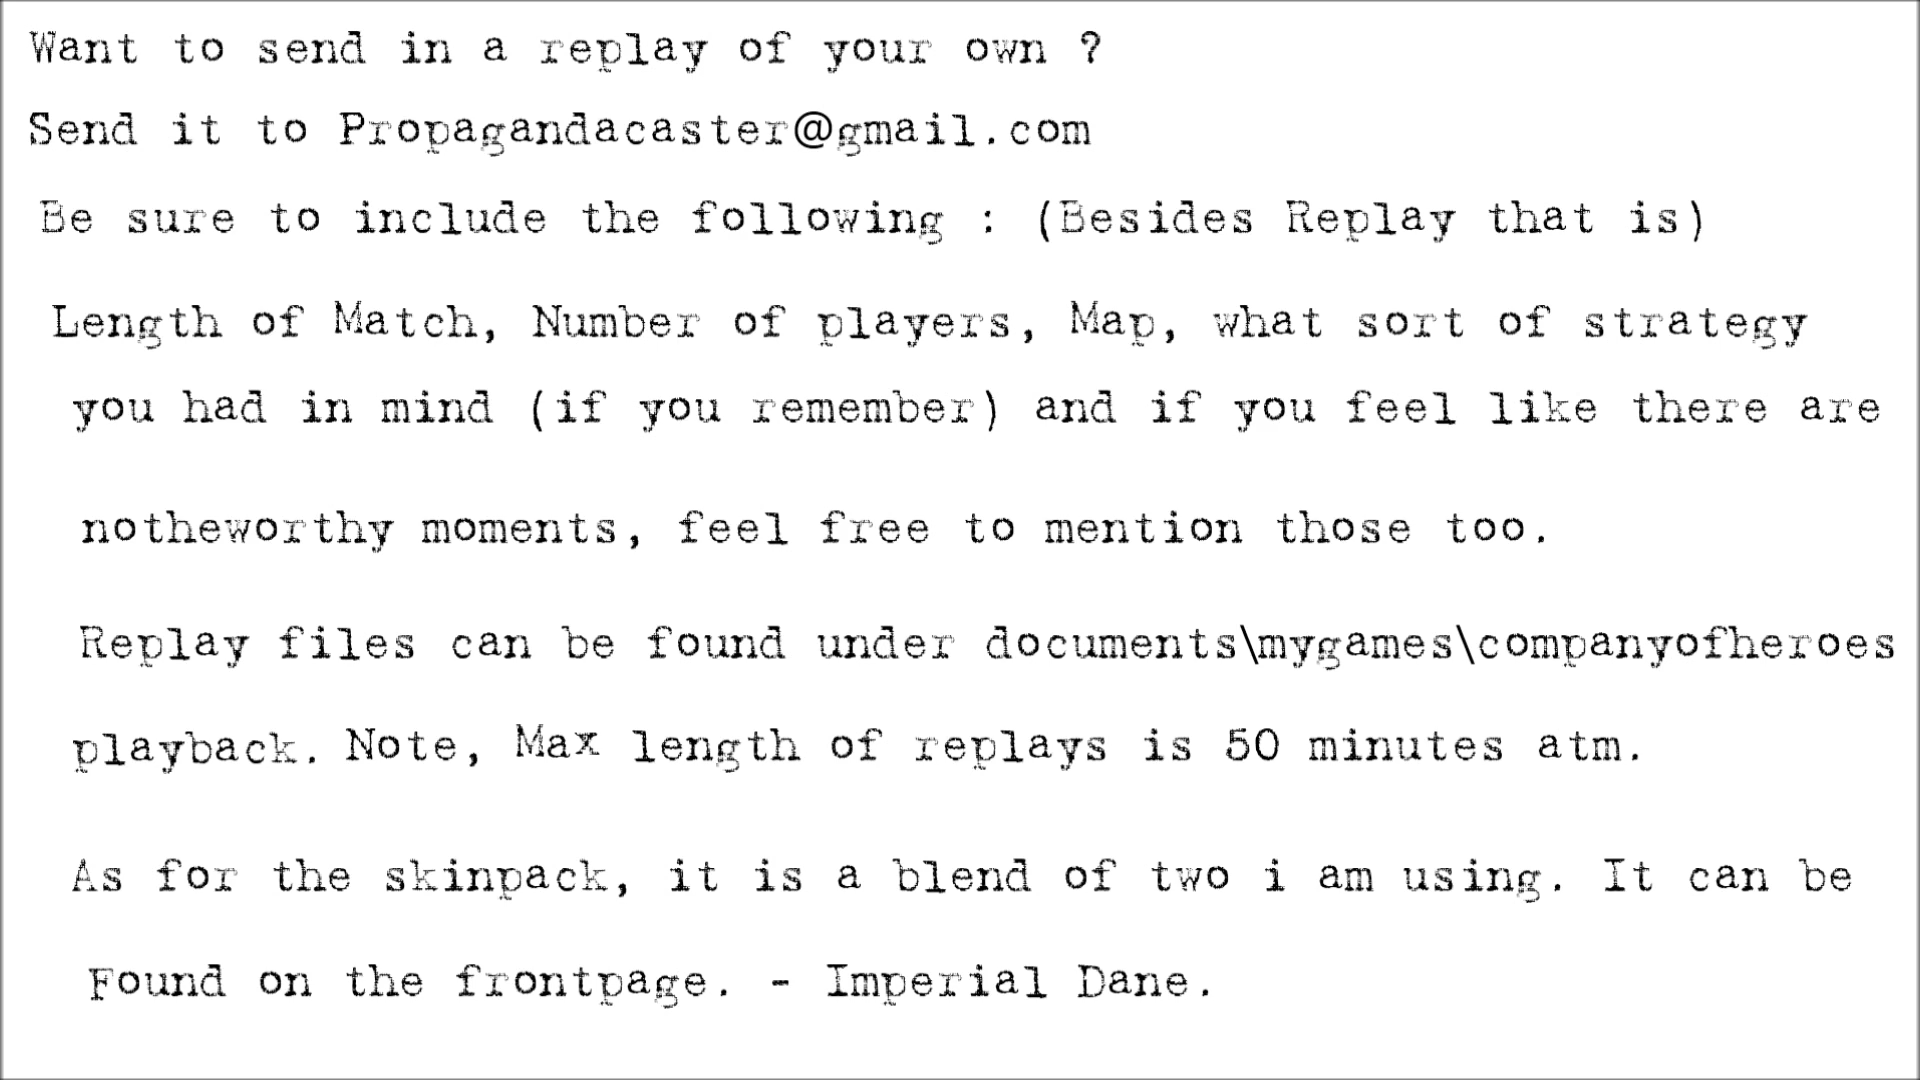 Want to send in a replay of your own ?
Send it to Propagandacaster@gmail.com
Be sure to include the following : (Besides Replay that is)
Length of Match, Number of players, Map, what sort of strategy
you had in mind (if you remember) and if you feel like there are
notheworthy moments, feel free to mention those too.
Replay files can be found under documents\mygames\companyofheroes
playback. Note, Max length of replays is 50 minutes atm.
As for the skinpack, it is a blend of two i am using. It can be
Found on the frontpage. - Imperial Dane.